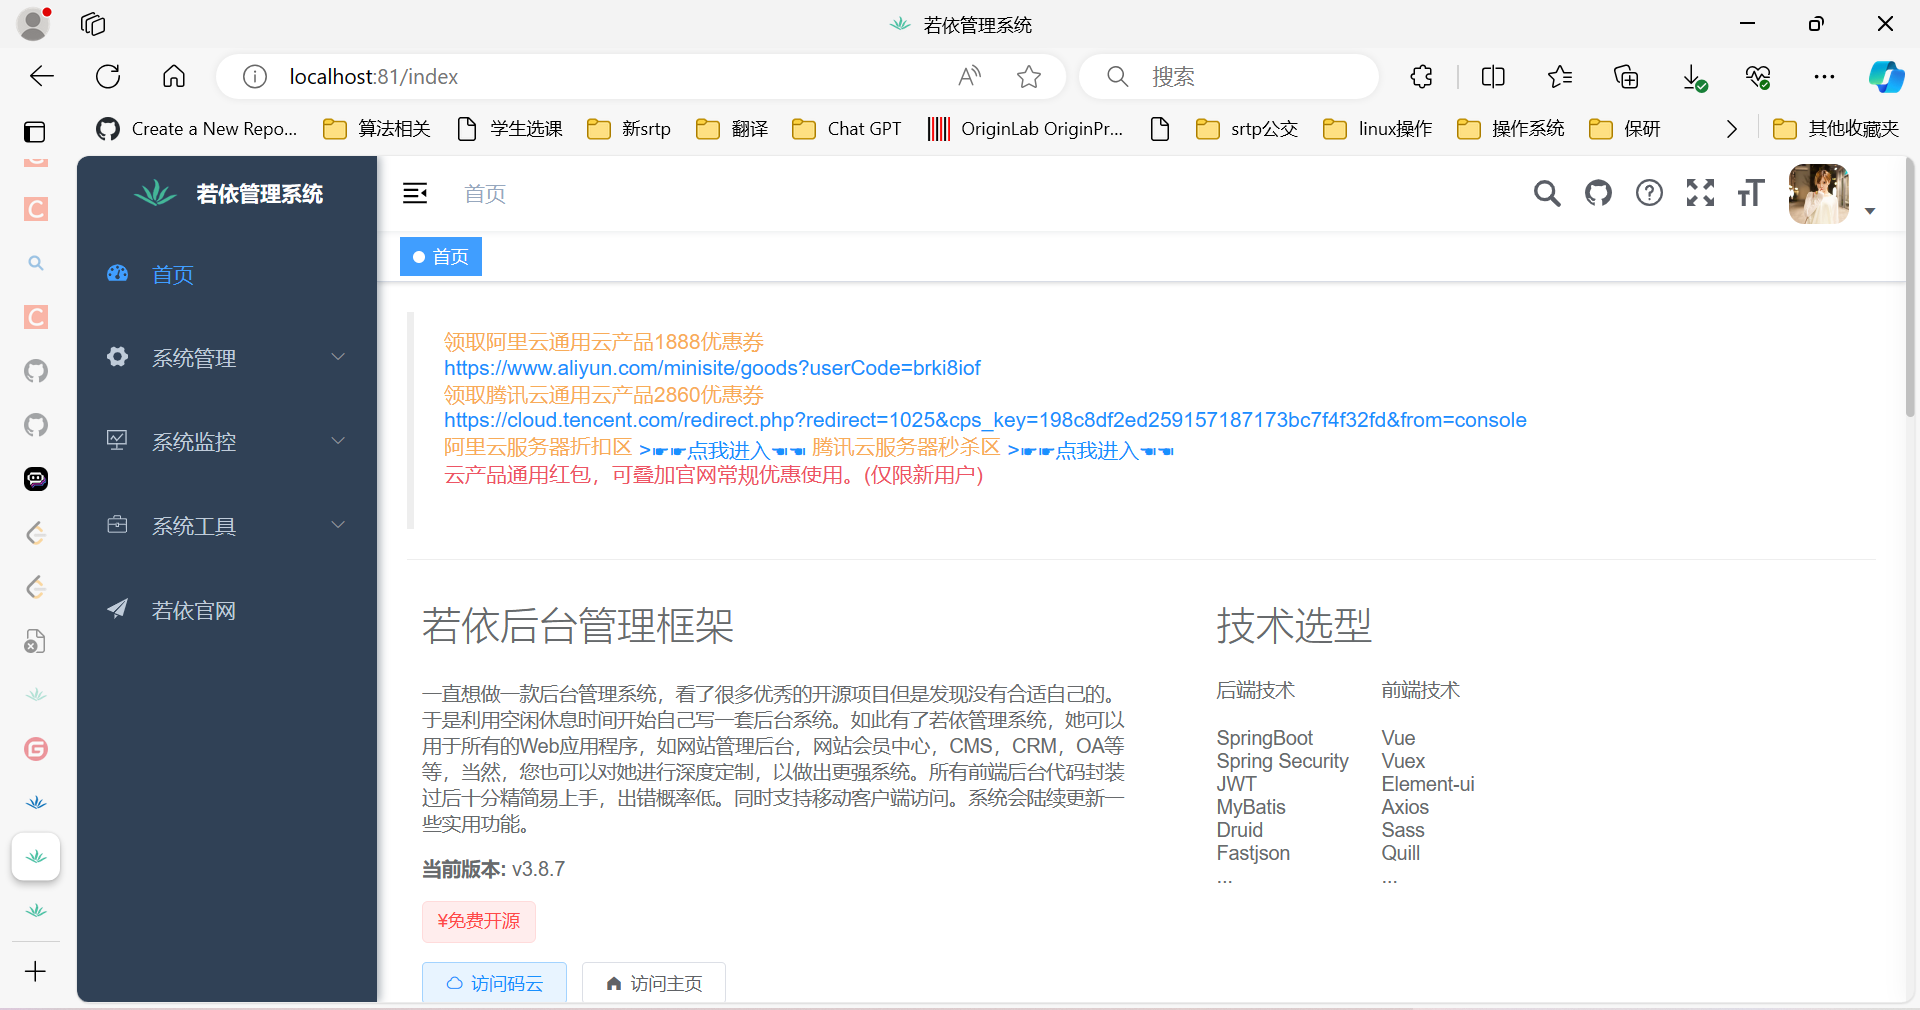 若依管理系统
localhost:81/index
搜索
Create a New Repo...
算法相关
学生选课
新srtp
翻译
Chat GPT
OriginLab OriginPr...
srtp公交
linux操作
操作系统
保研
其他收藏夹
若依管理系统
首页
系统管理
系统监控
系统工具
若依官网
首页
首页
领取阿里云通用云产品1888优惠券
https://www.aliyun.com/minisite/goods?userCode=brki8iof
领取腾讯云通用云产品2860优惠券
https://cloud.tencent.com/redirect.php?redirect=1025&cps_key=198c8df2ed259157187173bc7f4f32fd&from=console
阿里云服务器折扣区 >☛☛点我进入☚☚ 腾讯云服务器秒杀区 >☛☛点我进入☚☚
云产品通用红包，可叠加官网常规优惠使用。(仅限新用户)
若依后台管理框架
一直想做一款后台管理系统，看了很多优秀的开源项目但是发现没有合适自己的。
于是利用空闲休息时间开始自己写一套后台系统。如此有了若依管理系统，她可以
用于所有的Web应用程序，如网站管理后台，网站会员中心，CMS，CRM，OA等
等，当然，您也可以对她进行深度定制，以做出更强系统。所有前端后台代码封装
过后十分精简易上手，出错概率低。同时支持移动客户端访问。系统会陆续更新一
些实用功能。
当前版本: v3.8.7
¥免费开源
访问码云
访问主页
技术选型
后端技术
SpringBoot
Spring Security
JWT
MyBatis
Druid
Fastjson
...
前端技术
Vue
Vuex
Element-ui
Axios
Sass
Quill
...